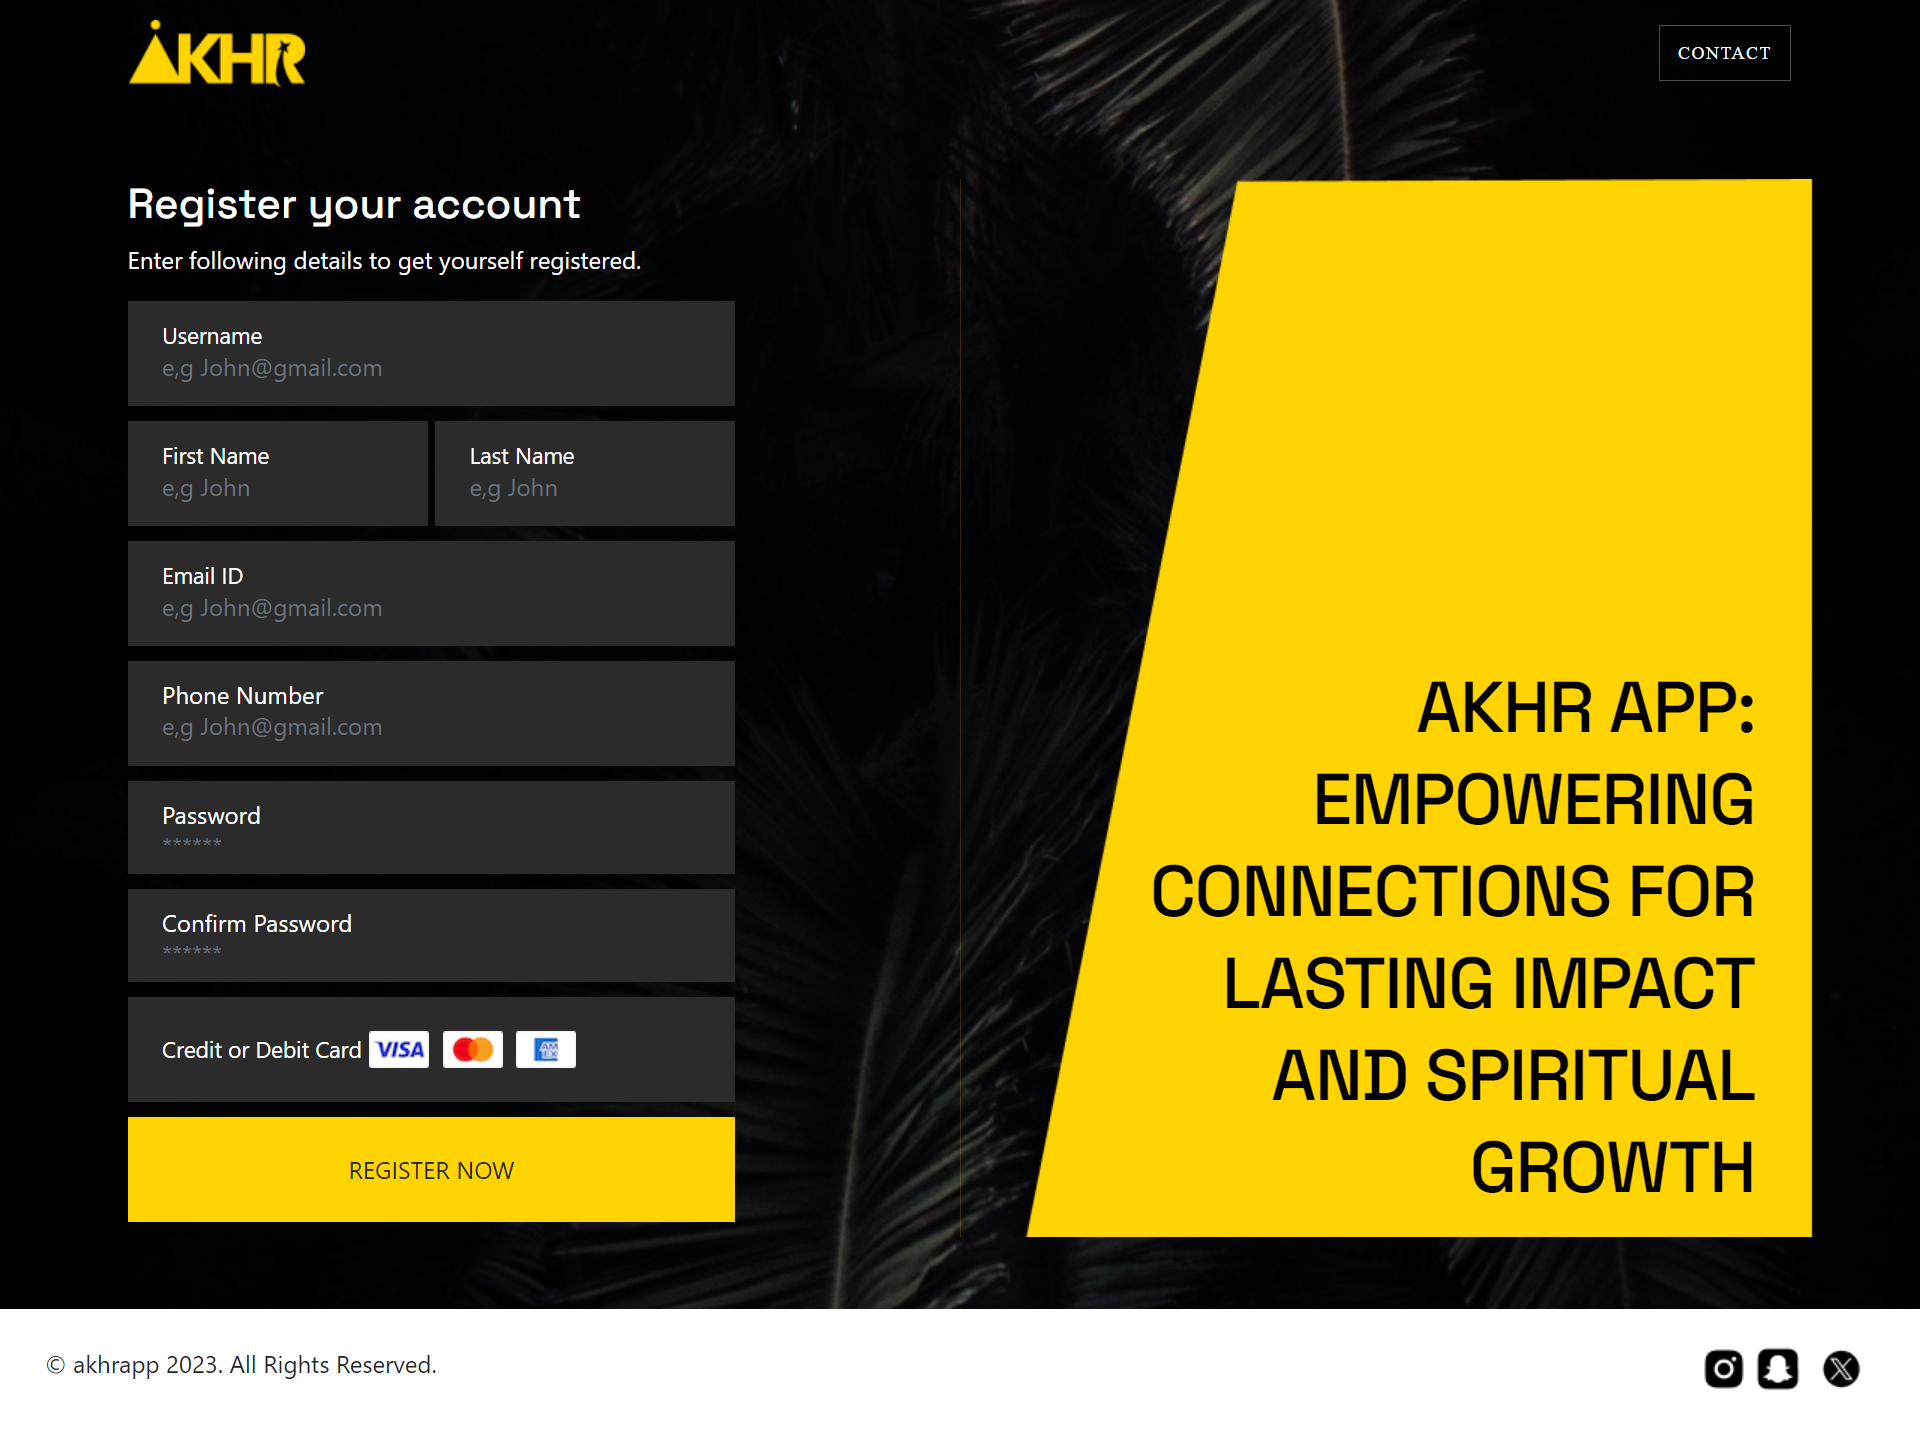 AKHR
CONTACT
Register your account
Enter following details to get yourself registered.
Username
e,g John@gmail.com
First Name
e,g John
Last Name
e,g John
Email ID
e,g John@gmail.com
Phone Number
e,g John@gmail.com
Password
******
Confirm Password
******
Credit or Debit Card VISA AM EX
REGISTER NOW
AKHR APP:
EMPOWERING
CONNECTIONS FOR
LASTING IMPACT
AND SPIRITUAL
GROWTH
© akhrapp 2023. All Rights Reserved.